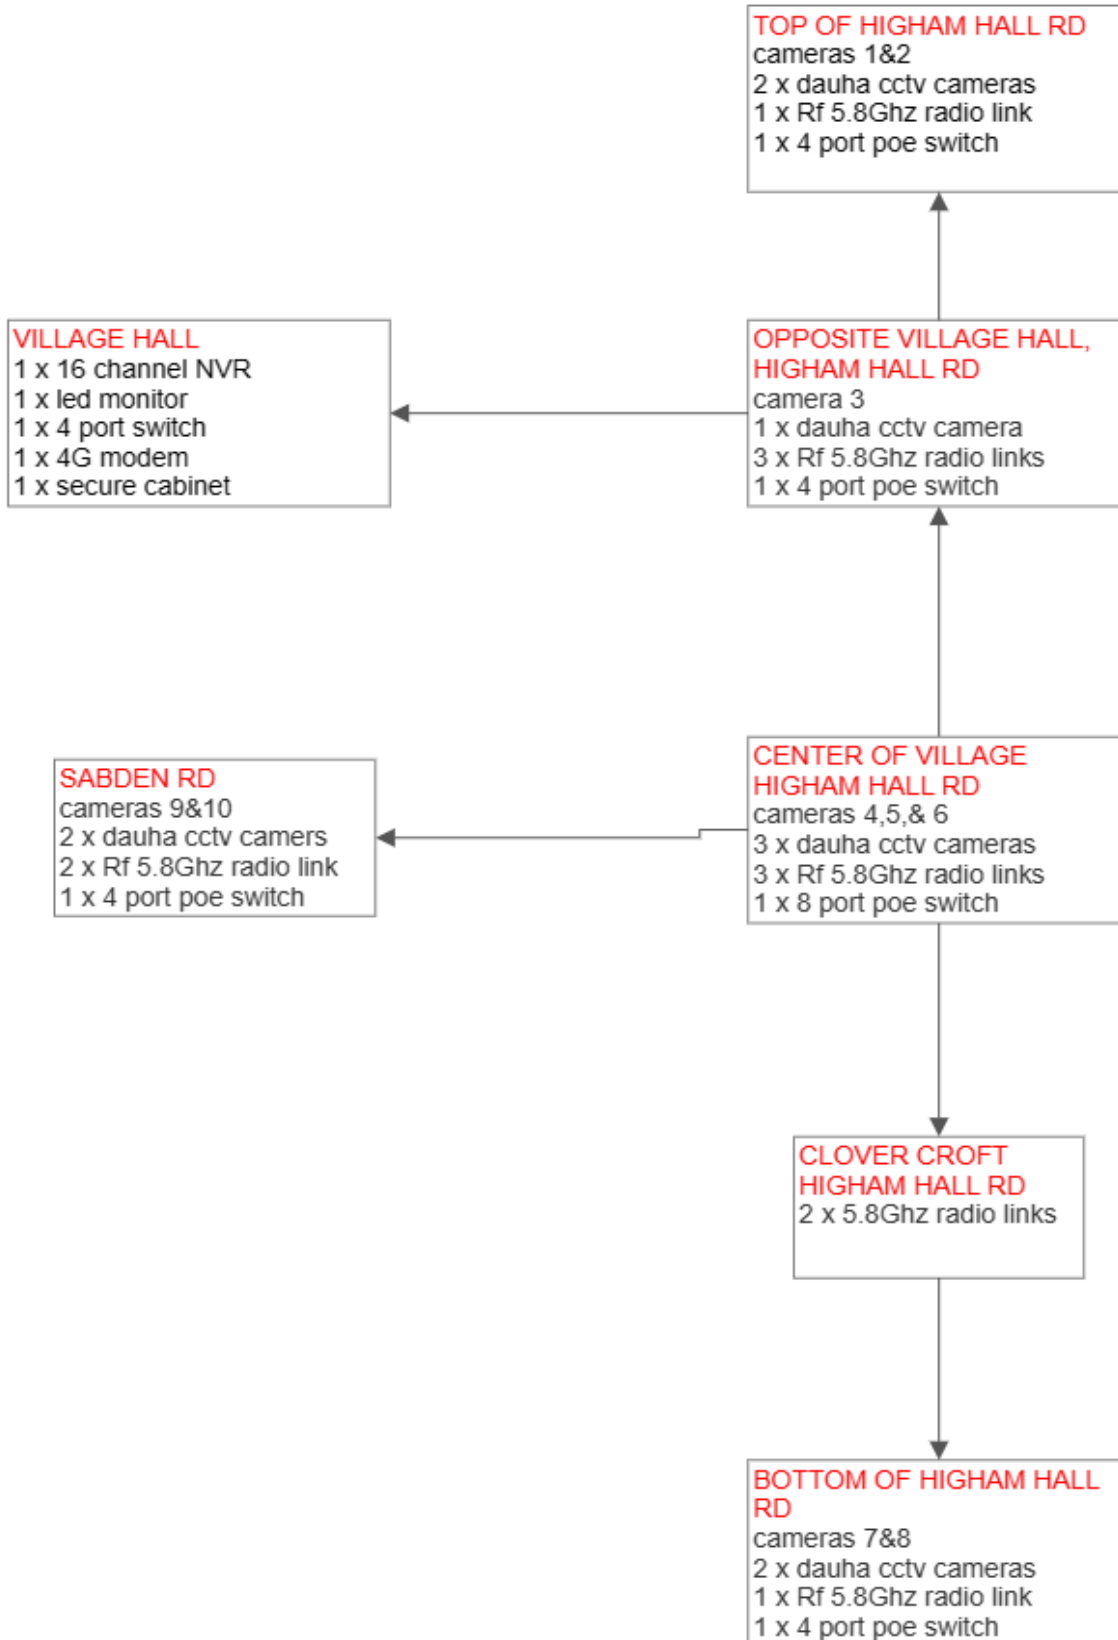 TOP OF HIGHAM HALL RD
cameras 1&2
2 x dauha cctv cameras
1 x Rf 5.8Ghz radio link
1 x 4 port poe switch
VILLAGE HALL
1 x 16 channel NVR
1 x led monitor
1 x 4 port switch
1 x 4G modem
1 x secure cabinet
OPPOSITE VILLAGE HALL,
HIGHAM HALL RD
camera 3
1 x dauha cctv camera
3 x Rf 5.8Ghz radio links
1 x 4 port poe switch
SABDEN RD
cameras 9&10
2 x dauha cctv camers
2 x Rf 5.8Ghz radio link
1 x 4 port poe switch
CENTER OF VILLAGE
HIGHAM HALL RD
cameras 4,5,& 6
3 x dauha cctv cameras
3 x Rf 5.8Ghz radio links
1 x 8 port poe switch
CLOVER CROFT
HIGHAM HALL RD
2 x 5.8Ghz radio links
BOTTOM OF HIGHAM HALL
RD
cameras 7&8
2 x dauha cctv cameras
1 x Rf 5.8Ghz radio link
1 x 4 port poe switch